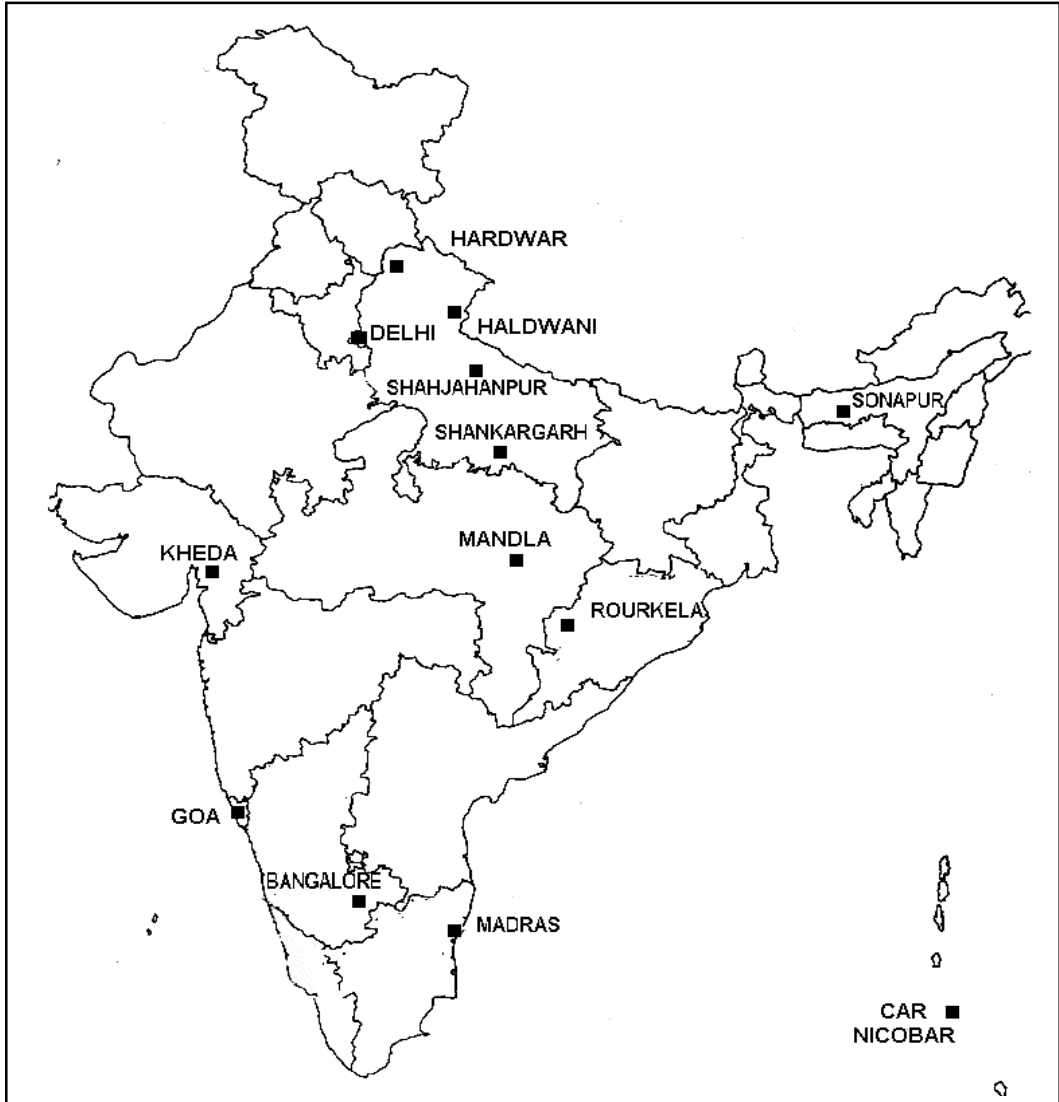 HARDWAR
DELHI
HALDWANI
SHAHJAHANPUR
SONAPUR
SHANKARGARH
MANDLA
KHEDA
ROURKELA
GOA
BANGALORE
MADRAS
CAR
NICOBAR